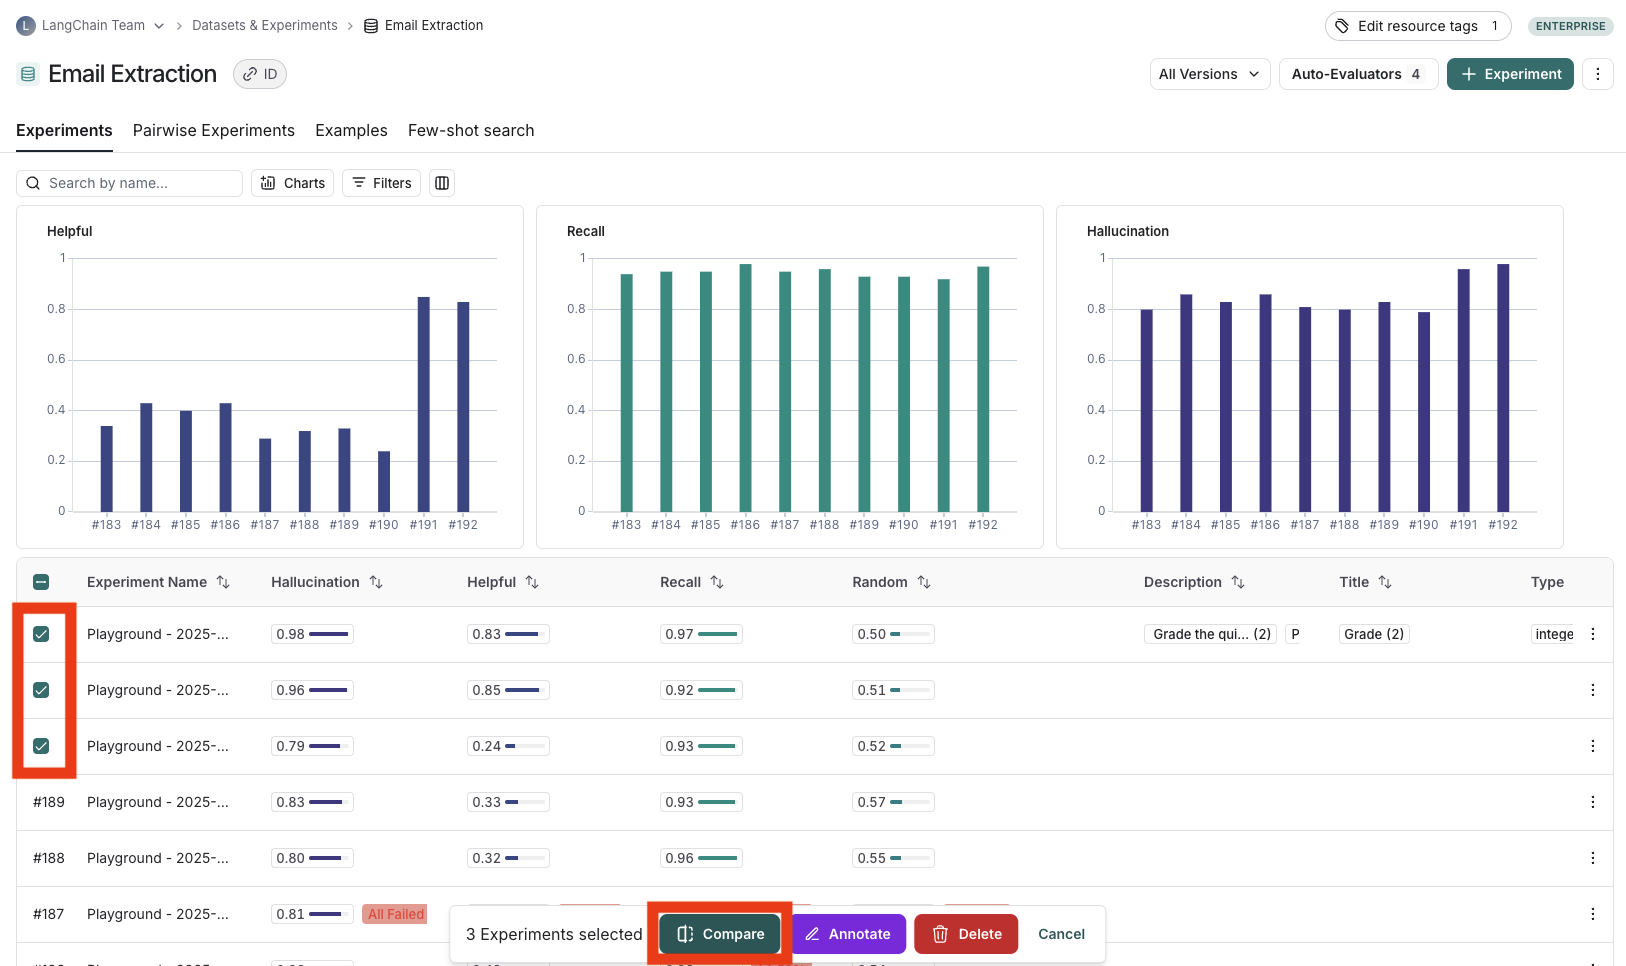 L LangChain Team > Datasets & Experiments > Email Extraction
Edit resource tags 1
ENTERPRISE
Email Extraction
ID
All Versions
Auto-Evaluators 4
+ Experiment
Experiments
Pairwise Experiments
Examples
Few-shot search
Search by name...
Charts
Filters
Helpful
1
0.8
0.6
0.4
0.2
0
#183 #184 #185 #186 #187 #188 #189 #190 #191 #192
Recall
1
0.8
0.6
0.4
0.2
0
#183 #184 #185 #186 #187 #188 #189 #190 #191 #192
Hallucination
1
0.8
0.6
0.4
0.2
0
#183 #184 #185 #186 #187 #188 #189 #190 #191 #192
Experiment Name Hallucination Helpful Recall Random Description Title Type
Playground - 2025-... 0.98 0.83 0.97 0.50 Grade the qui... (2) P Grade (2) intege
Playground - 2025-... 0.96 0.85 0.92 0.51
Playground - 2025-... 0.79 0.24 0.93 0.52
#189 Playground - 2025-... 0.83 0.33 0.93 0.57
#188 Playground - 2025-... 0.80 0.32 0.96 0.55
#187 Playground - 2025-... 0.81 All Failed
3 Experiments selected
Compare
Annotate
Delete
Cancel